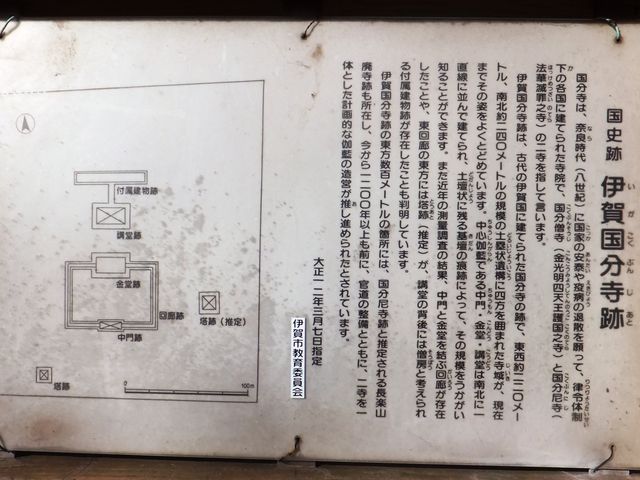 国史跡 伊賀国分寺跡
いがこくぶんじあと
国分寺は、奈良時代（八世紀）に国家の安泰や疫病の退散を願って、律令体制
下の各国に建てられた寺院で、国分僧寺（金光明四天王護国之寺）と国分尼寺（
法華滅罪之寺）の二寺を指して言います。
伊賀国分寺跡は、古代の伊賀国に建てられた国分寺の跡で、東西約二二〇メー
トル、南北約二四〇メートルの規模の土塁状遺構に四方を囲まれた寺域が、現在
までその姿をよくとどめています。中心伽藍である中門・金堂・講堂は南北に一
直線に並んで建てられ、土壇状に残る基壇の痕跡によって、その規模をうかがい
知ることができます。また近年の測量調査の結果、中門と金堂を結ぶ回廊が存在
したことや、東回廊の東方には塔跡（推定）が、講堂の背後には僧房と考えられ
る付属建物跡が存在したことも判明しています。
伊賀国分寺跡の東方数百メートルの箇所には、国分尼寺跡と推定される長楽山
廃寺跡も所在し、今から一二〇〇年以上も前に、官道の整備とともに、二寺を一
体とした計画的な伽藍の造営が推し進められたとされています。
大正一二年三月七日指定
伊賀市教育委員会
付属建物跡
講堂跡
金堂跡
回廊跡
中門跡
塔跡（推定）
塔跡
0
100m